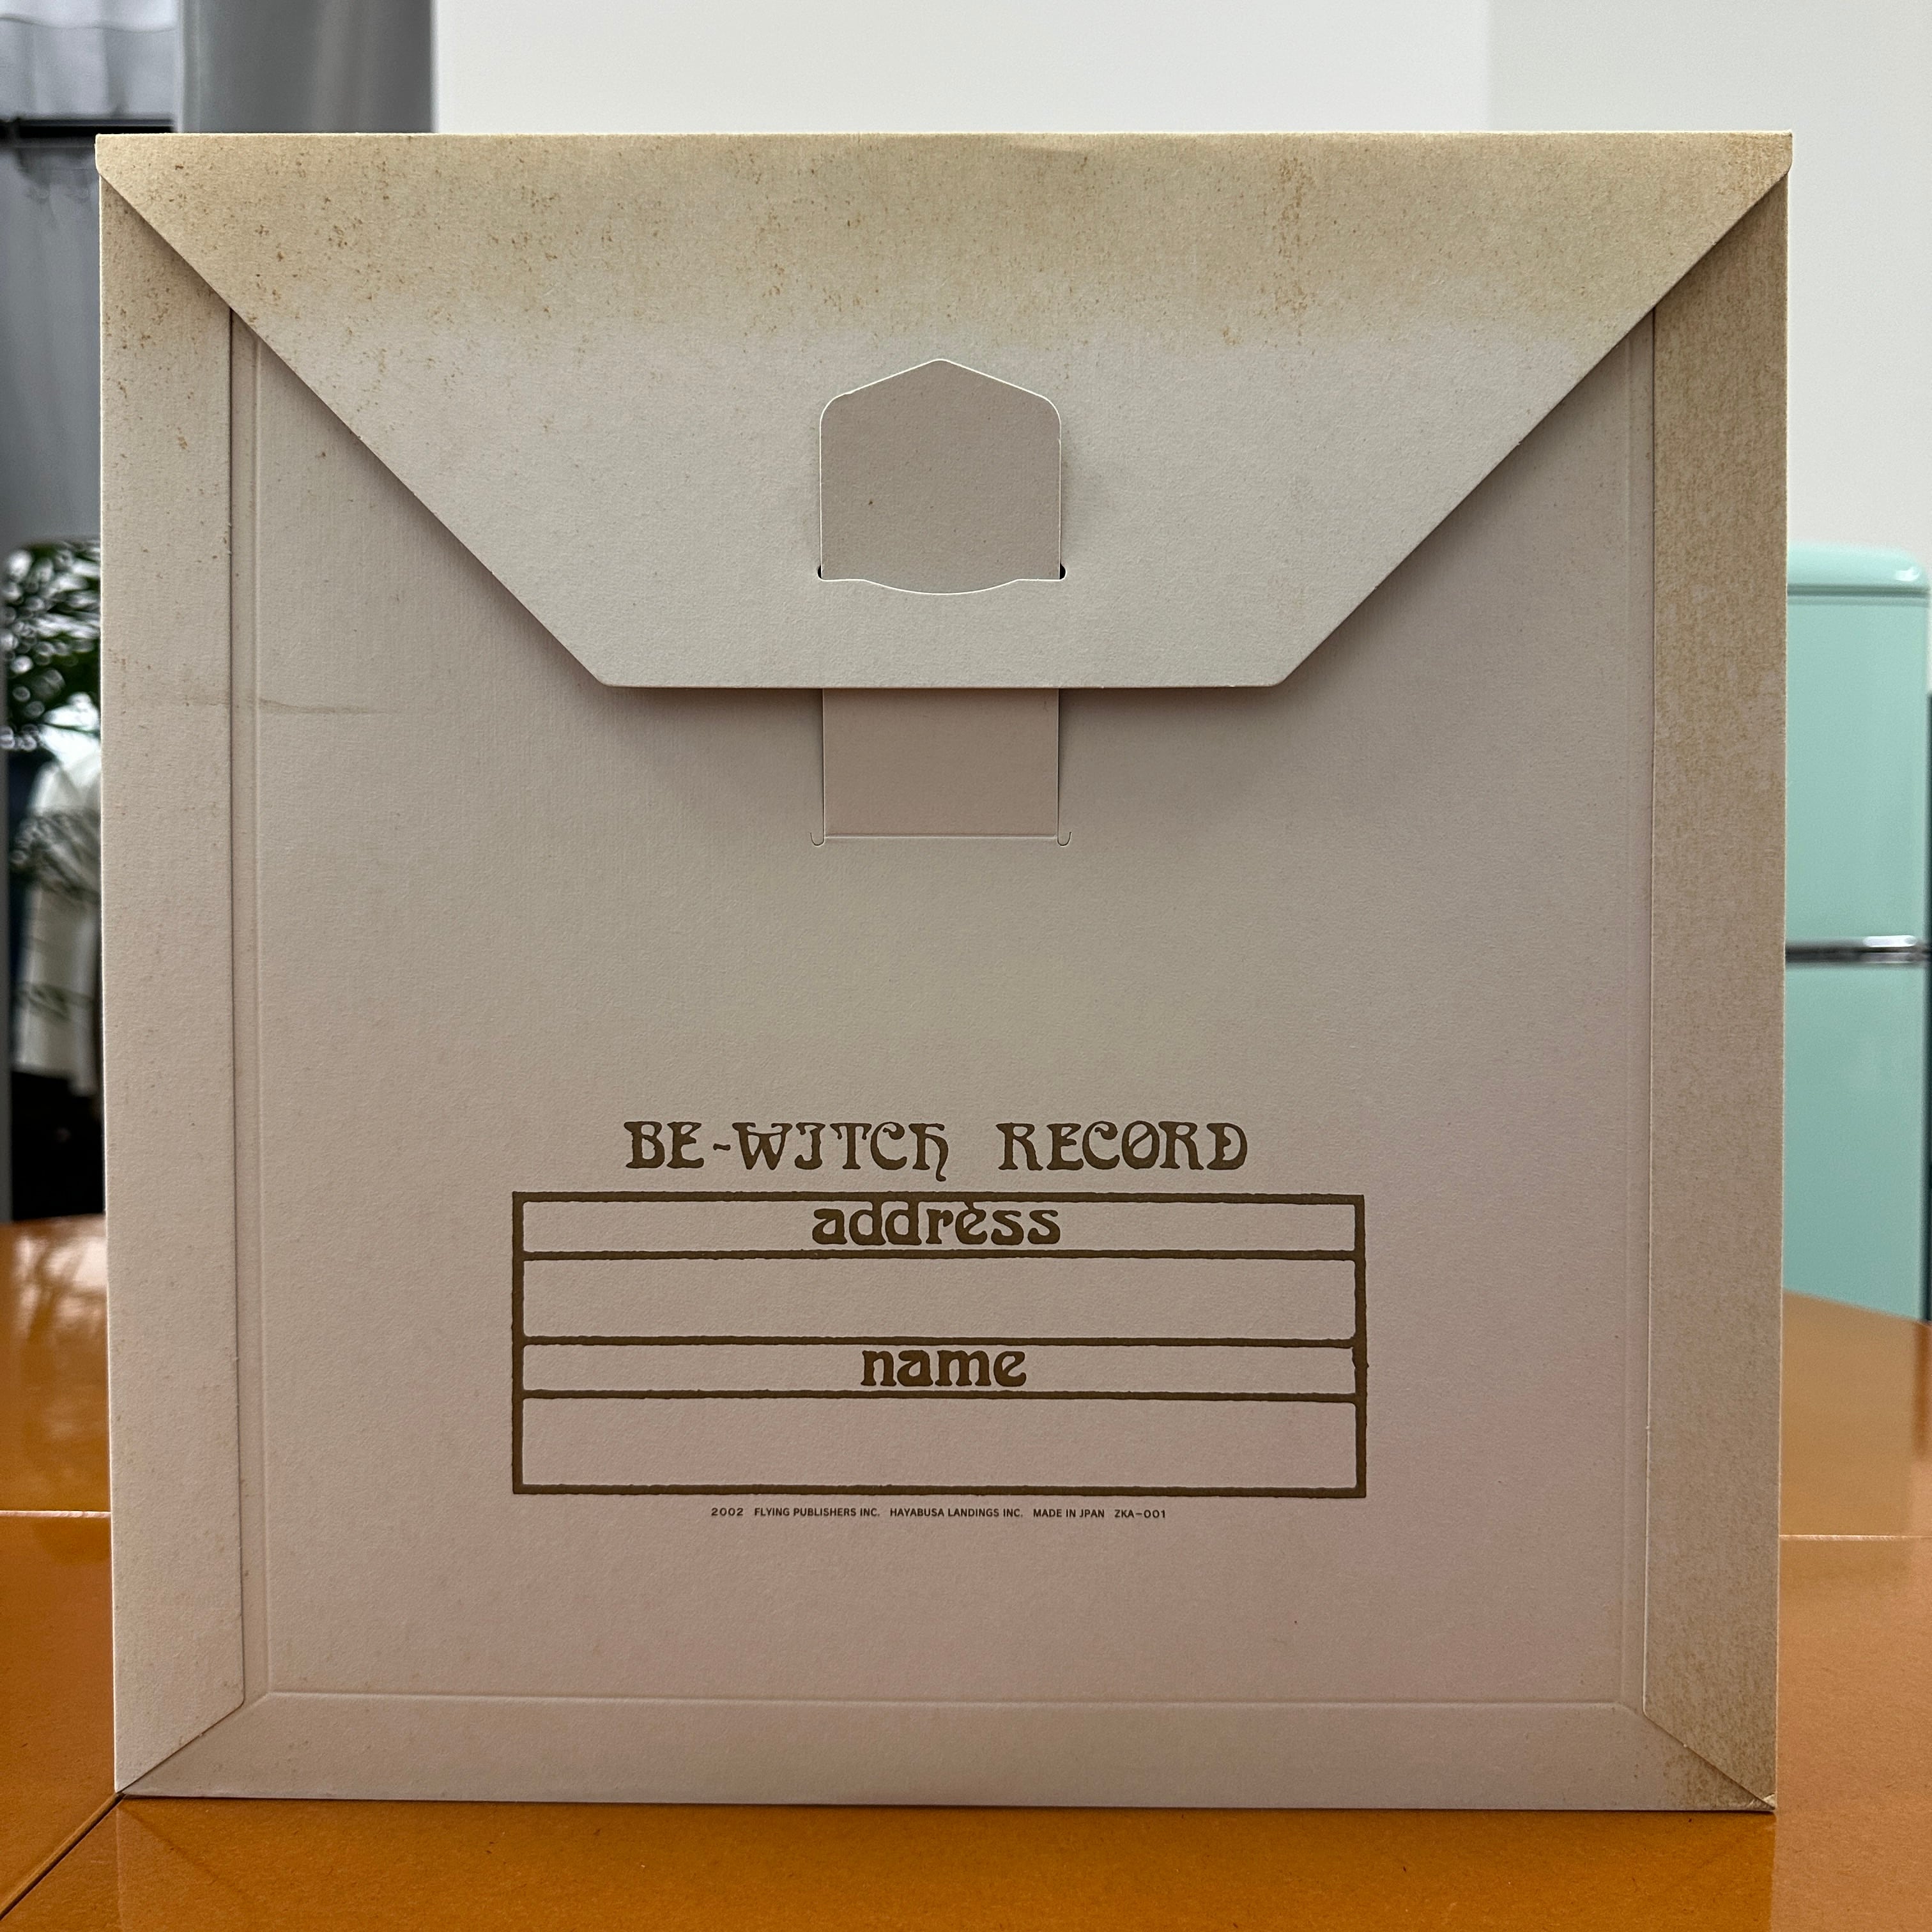 BE-WITCH RECORD
address
name
2002 FLYING PUBLISHERS INC. HAYABUSA LANDINGS INC. MADE IN JPAN ZKA-001